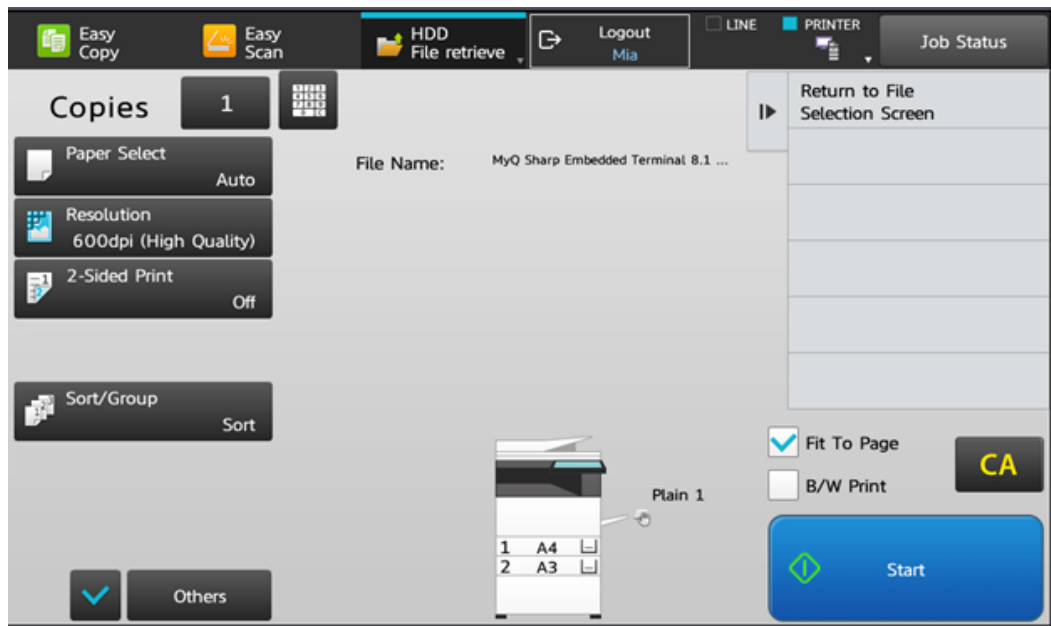 Easy
Copy
Easy
Scan
HDD
File retrieve
Logout
Mia
LINE
PRINTER
Job Status
Copies
1
Return to File
Selection Screen
Paper Select
Auto
File Name: MyQ Sharp Embedded Terminal 8.1 ...
Resolution
600dpi (High Quality)
2-Sided Print
Off
Sort/Group
Sort
Plain 1
1 A4
2 A3
Fit To Page
B/W Print
CA
Others
Start